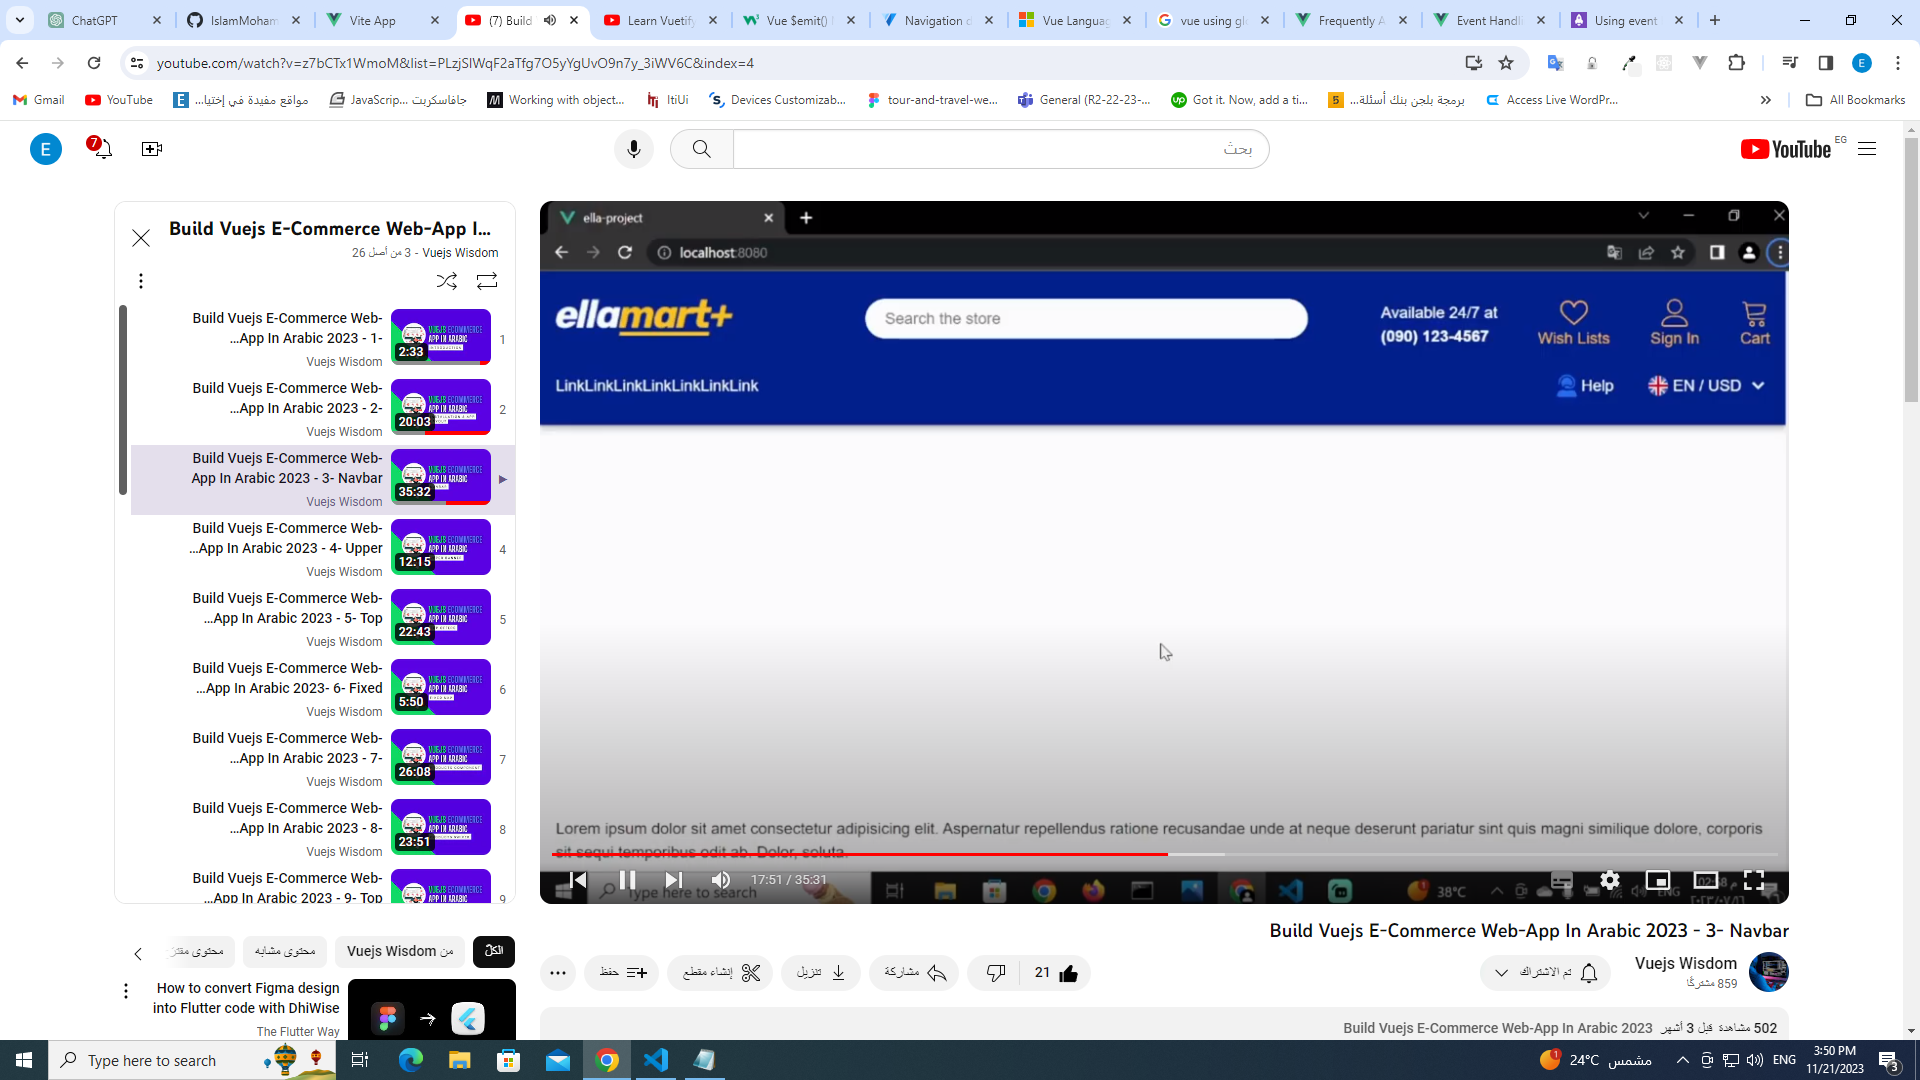 ChatGPT
IslamMoham
Vite App
(7) Build
Learn Vuetify
Vue $emit()
Navigation d
Vue Languag
vue using glo
Frequently A
Event Handli
Using event
youtube.com/watch?v=z7bCTx1WmoM&list=PLzjSIWqF2aTfg7O5yYgUvO9n7y_3iWV6C&index=4
Gmail
YouTube
مواقع مفيدة في إختيا...
JavaScrip... جافاسكريت
Working with object...
ItiUi
Devices Customizab...
tour-and-travel-we...
General (R2-22-23-...
Got it. Now, add a ti...
برمجة بلجن بنك أسئلة...
Access Live WordPr...
All Bookmarks
E
7
بحث
YouTube EG
Build Vuejs E-Commerce Web-App I...
Vuejs Wisdom - 3 من أصل 26
Build Vuejs E-Commerce Web-
App In Arabic 2023 - 1-...
Vuejs Wisdom
2:33
1
Build Vuejs E-Commerce Web-
App In Arabic 2023 - 2-...
Vuejs Wisdom
20:03
2
Build Vuejs E-Commerce Web-
App In Arabic 2023 - 3- Navbar
Vuejs Wisdom
35:32
Build Vuejs E-Commerce Web-
App In Arabic 2023 - 4- Upper...
Vuejs Wisdom
12:15
4
Build Vuejs E-Commerce Web-
App In Arabic 2023 - 5- Top...
Vuejs Wisdom
22:43
5
Build Vuejs E-Commerce Web-
App In Arabic 2023- 6- Fixed...
Vuejs Wisdom
5:50
6
Build Vuejs E-Commerce Web-
App In Arabic 2023 - 7-...
Vuejs Wisdom
26:08
7
Build Vuejs E-Commerce Web-
App In Arabic 2023 - 8-...
Vuejs Wisdom
23:51
8
Build Vuejs E-Commerce Web-
App In Arabic 2023 - 9- Top
9
ella-project
localhost:8080
ellamart+
Search the store
Available 24/7 at
(090) 123-4567
Wish Lists
Sign In
Cart
LinkLinkLinkLinkLinkLinkLink
Help
EN / USD
Lorem ipsum dolor sit amet consectetur adipisicing elit. Aspernatur repellendus ratione recusandae unde at neque deserunt pariatur sint quis magni similique dolore, corporis
sit sequi temporibus odit ab. Dolor, soluta.
17:51 / 35:31
Type here to search
38°C
ENG
Build Vuejs E-Commerce Web-App In Arabic 2023 - 3- Navbar
Vuejs Wisdom
859 مشتركًا
تم الاشتراك
21
مشاركة
تنزيل
إنشاء مقطع
حفظ
502 مشاهدة قبل 3 أشهر Build Vuejs E-Commerce Web-App In Arabic 2023
الكلّ
من Vuejs Wisdom
محتوى مشابه
How to convert Figma design
into Flutter code with DhiWise
The Flutter Way
Type here to search
24°C مشمس
ENG
3:50 PM
11/21/2023
3